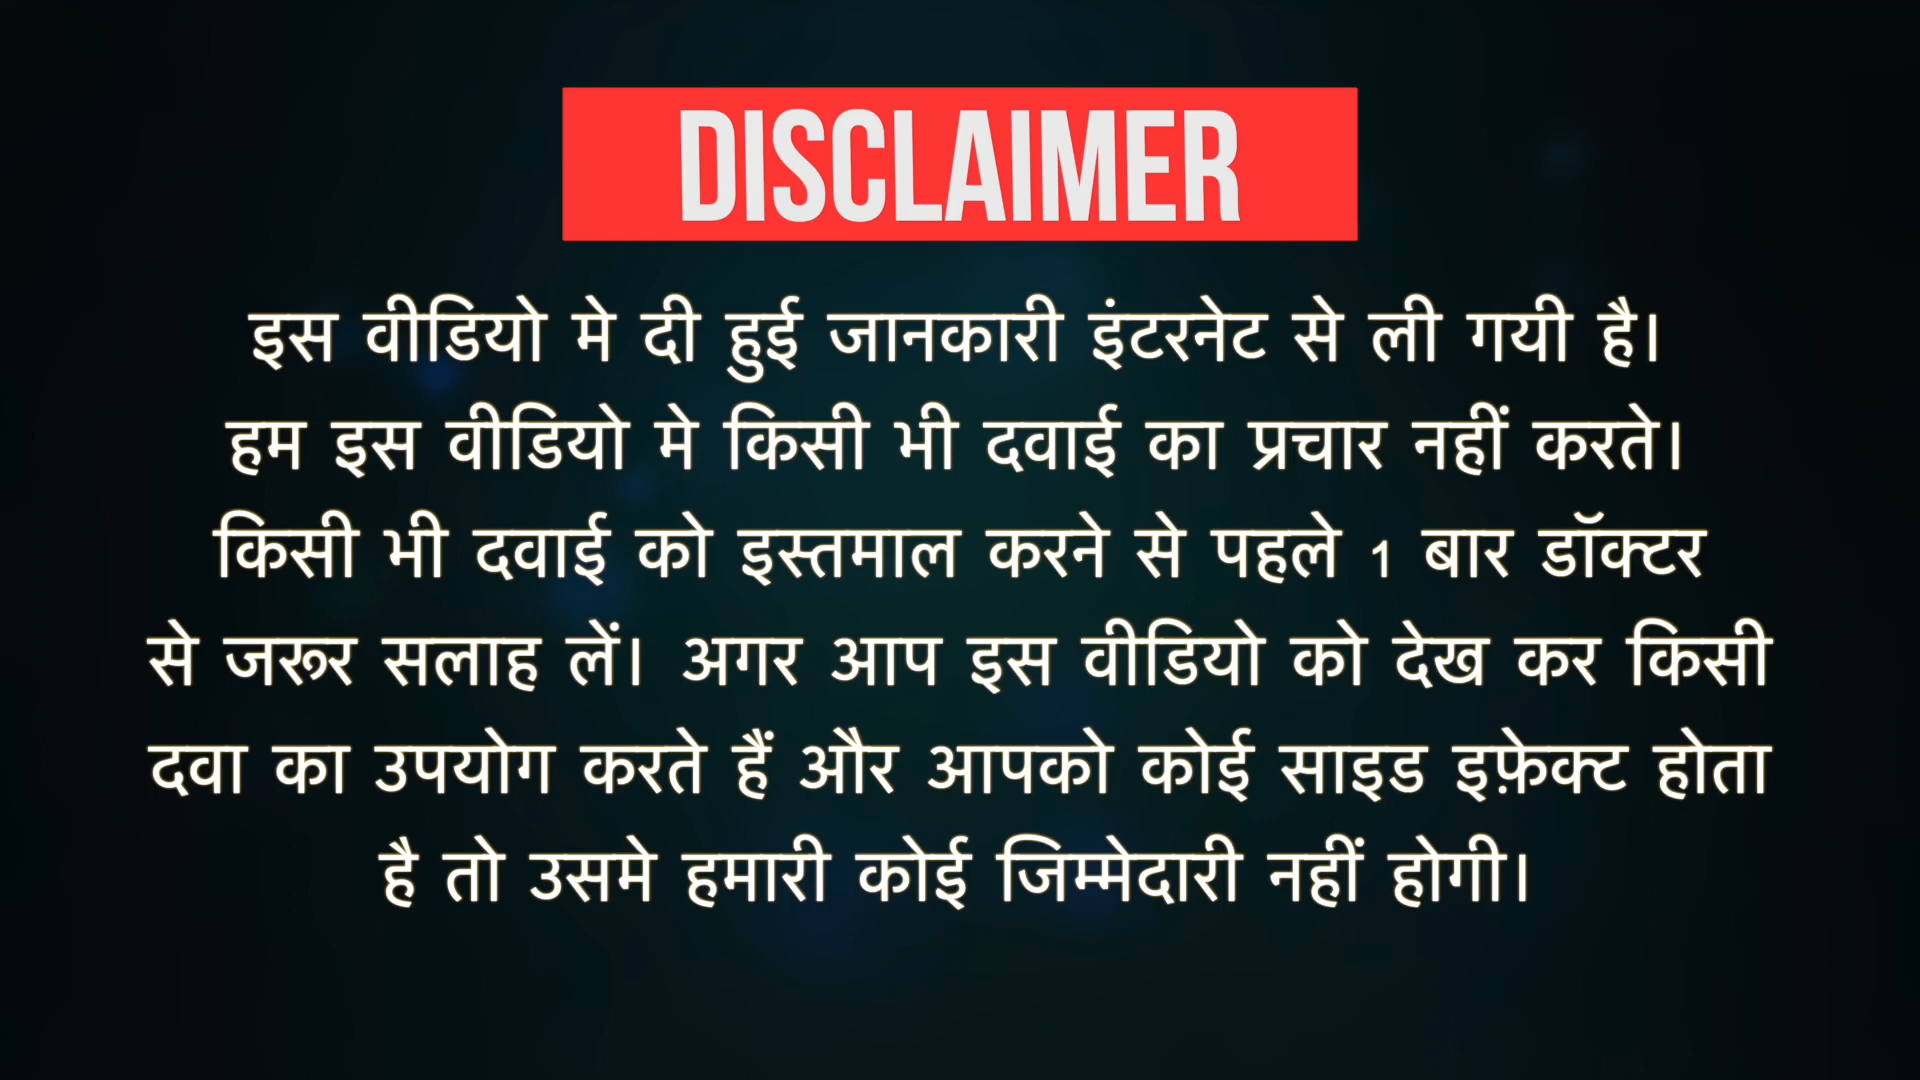 DISCLAIMER
इस वीडियो मे दी हुई जानकारी इंटरनेट से ली गयी है।
हम इस वीडियो मे किसी भी दवाई का प्रचार नहीं करते।
किसी भी दवाई को इस्तमाल करने से पहले 1 बार डॉक्टर
से जरूर सलाह लें। अगर आप इस वीडियो को देख कर किसी
दवा का उपयोग करते हैं और आपको कोई साइड इफ़ेक्ट होता
है तो उसमे हमारी कोई जिम्मेदारी नहीं होगी।